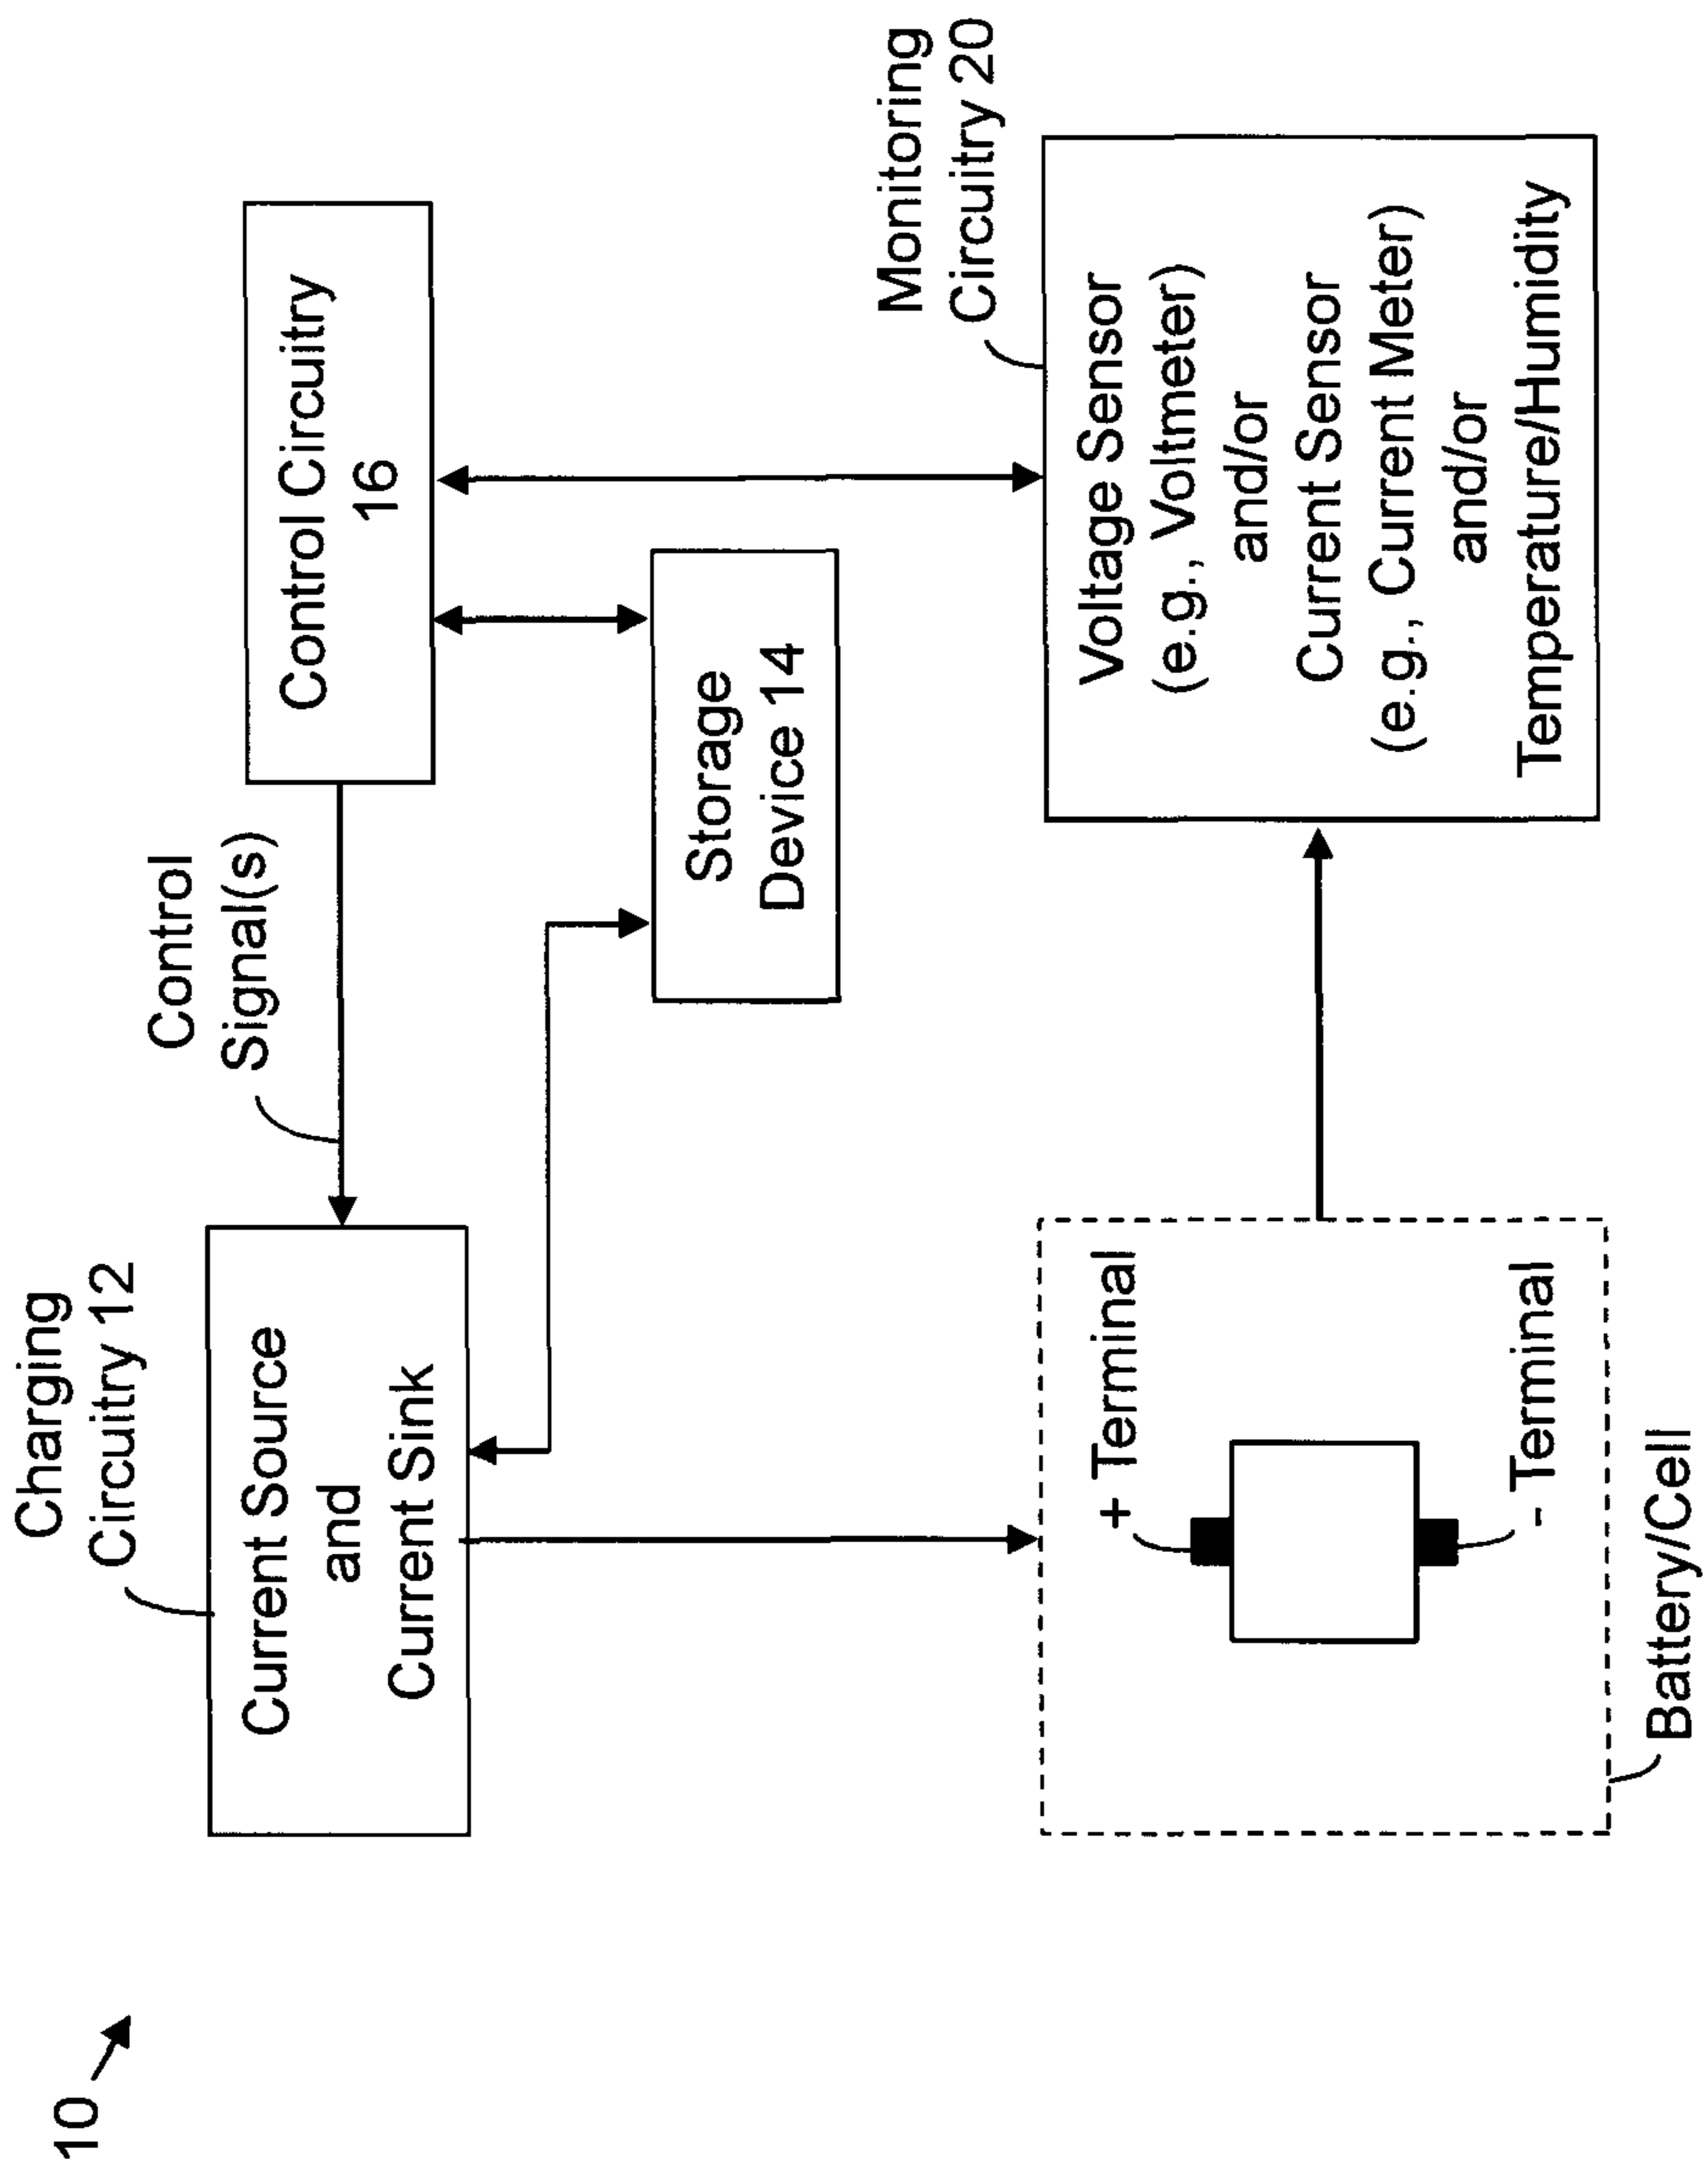 10
Charging
Circuitry 12
Current Source
and
Current Sink
Control
Signal(s)
Control Circuitry
16
Storage
Device 14
Monitoring
Circuitry 20
Voltage Sensor
(e.g., Voltmeter)
and/or
Current Sensor
(e.g., Current Meter)
and/or
Temperature/Humidity
+ Terminal
- Terminal
Battery/Cell